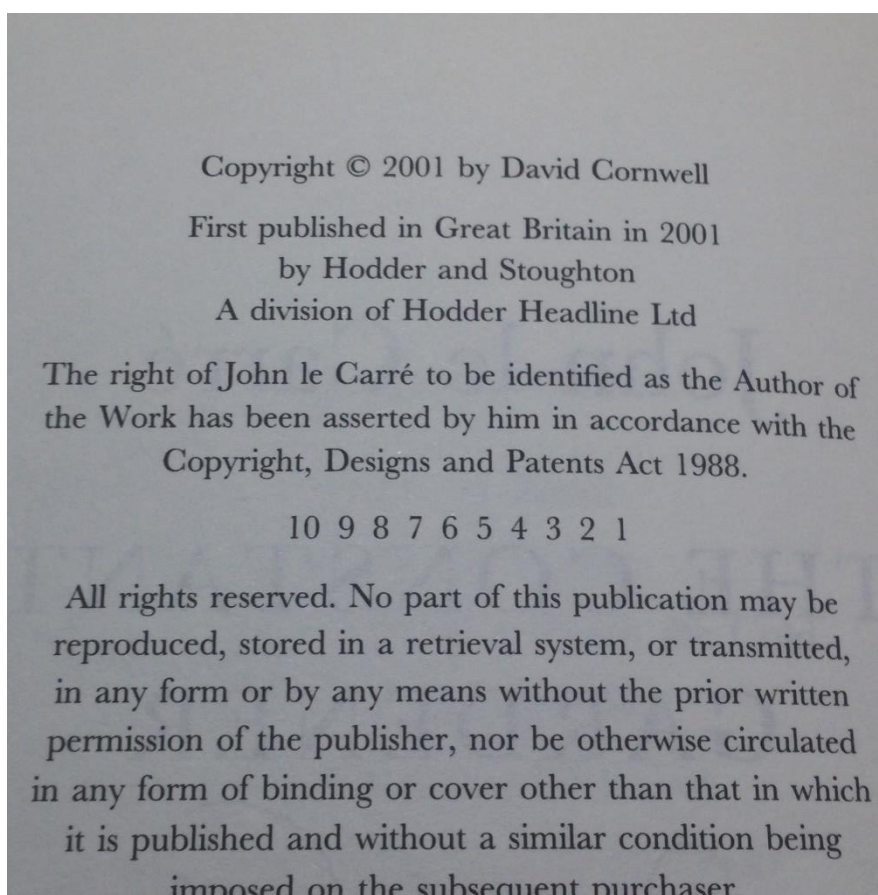 Copyright © 2001 by David Cornwell
First published in Great Britain in 2001
by Hodder and Stoughton
A division of Hodder Headline Ltd
The right of John le Carré to be identified as the Author of
the Work has been asserted by him in accordance with the
Copyright, Designs and Patents Act 1988.
10 9 8 7 6 5 4 3 2 1
All rights reserved. No part of this publication may be
reproduced, stored in a retrieval system, or transmitted,
in any form or by any means without the prior written
permission of the publisher, nor be otherwise circulated
in any form of binding or cover other than that in which
it is published and without a similar condition being
imposed on the subsequent purchaser